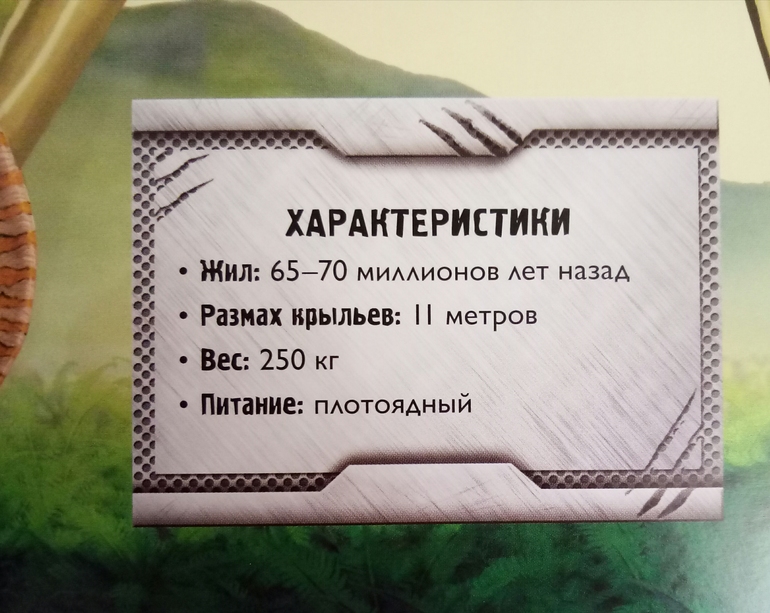 ХАРАКТЕРИСТИКИ
• Жил: 65–70 миллионов лет назад
• Размах крыльев: 11 метров
• Вес: 250 кг
• Питание: плотоядный